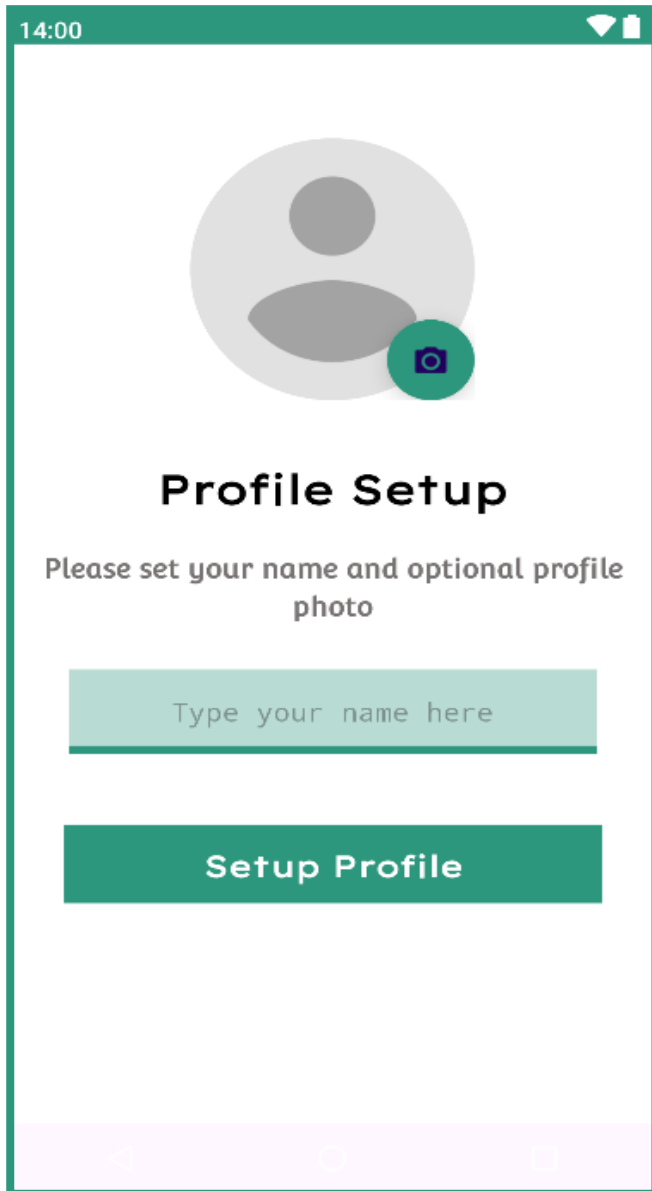 14:00
Profile Setup
Please set your name and optional profile
photo
Type your name here
Setup Profile